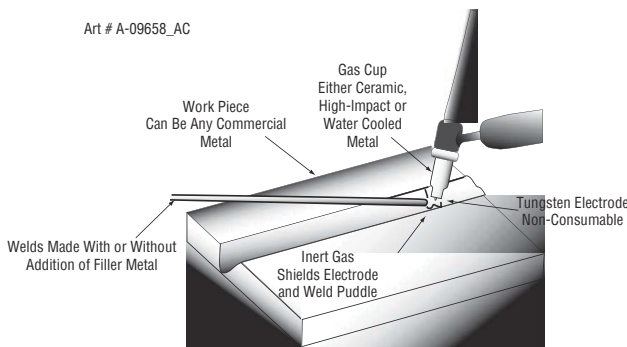 Art # A-09658_AC
Gas Cup
Either Ceramic,
High-Impact or
Water Cooled
Metal
Work Piece
Can Be Any Commercial
Metal
Tungsten Electrode
Non-Consumable
Welds Made With or Without
Addition of Filler Metal
Inert Gas
Shields Electrode
and Weld Puddle